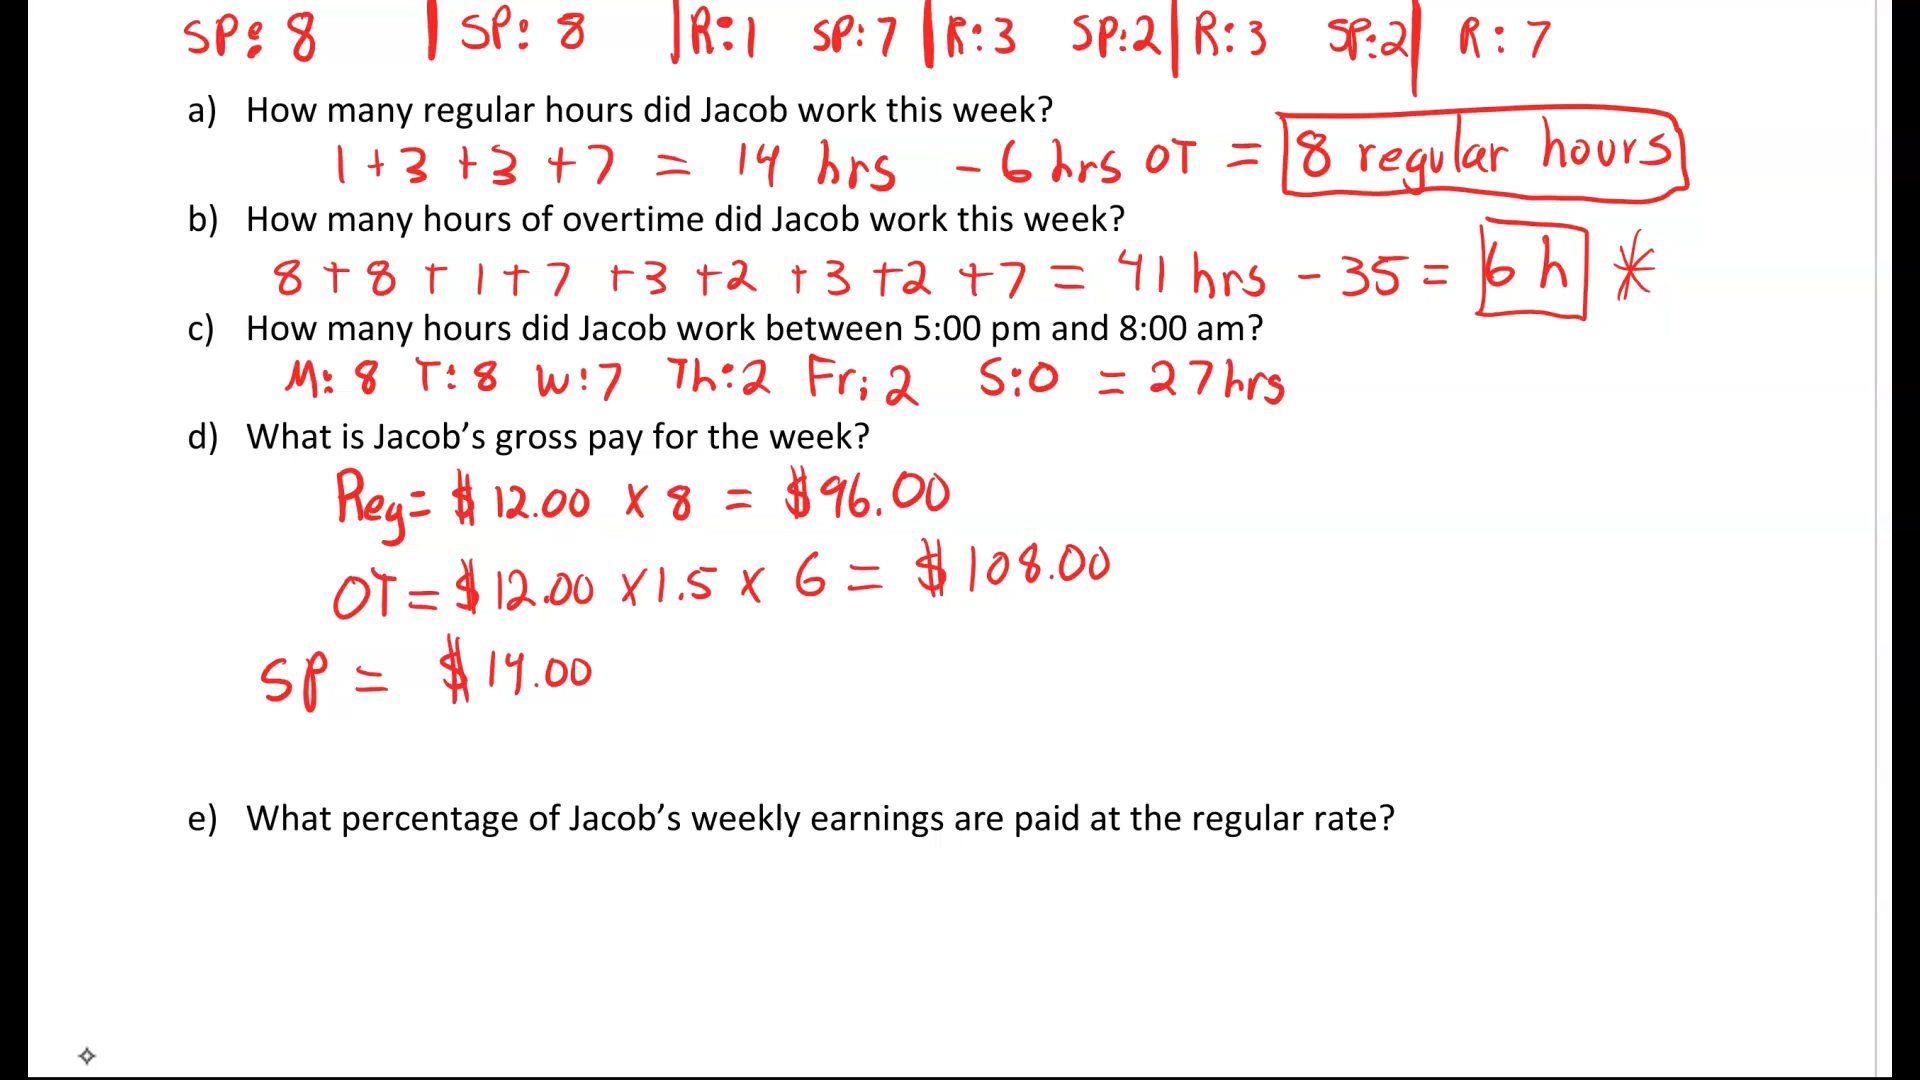 SP: 8 | SP: 8 | R: 1 SP: 7 | R: 3 SP: 2 | R: 3 SP: 2 | R: 7
a) How many regular hours did Jacob work this week?
1 + 3 + 3 + 7 = 14 hrs - 6 hrs OT = 8 regular hours
b) How many hours of overtime did Jacob work this week?
8 + 8 + 1 + 7 + 3 + 2 + 3 + 2 + 7 = 41 hrs - 35 = 6 h *
c) How many hours did Jacob work between 5:00 pm and 8:00 am?
M: 8 T: 8 W: 7 Th: 2 Fr: 2 S: 0 = 27 hrs
d) What is Jacob’s gross pay for the week?
Reg = $ 12.00 x 8 = $96.00
OT = $ 12.00 x 1.5 x 6 = $ 108.00
SP = $ 14.00
e) What percentage of Jacob’s weekly earnings are paid at the regular rate?